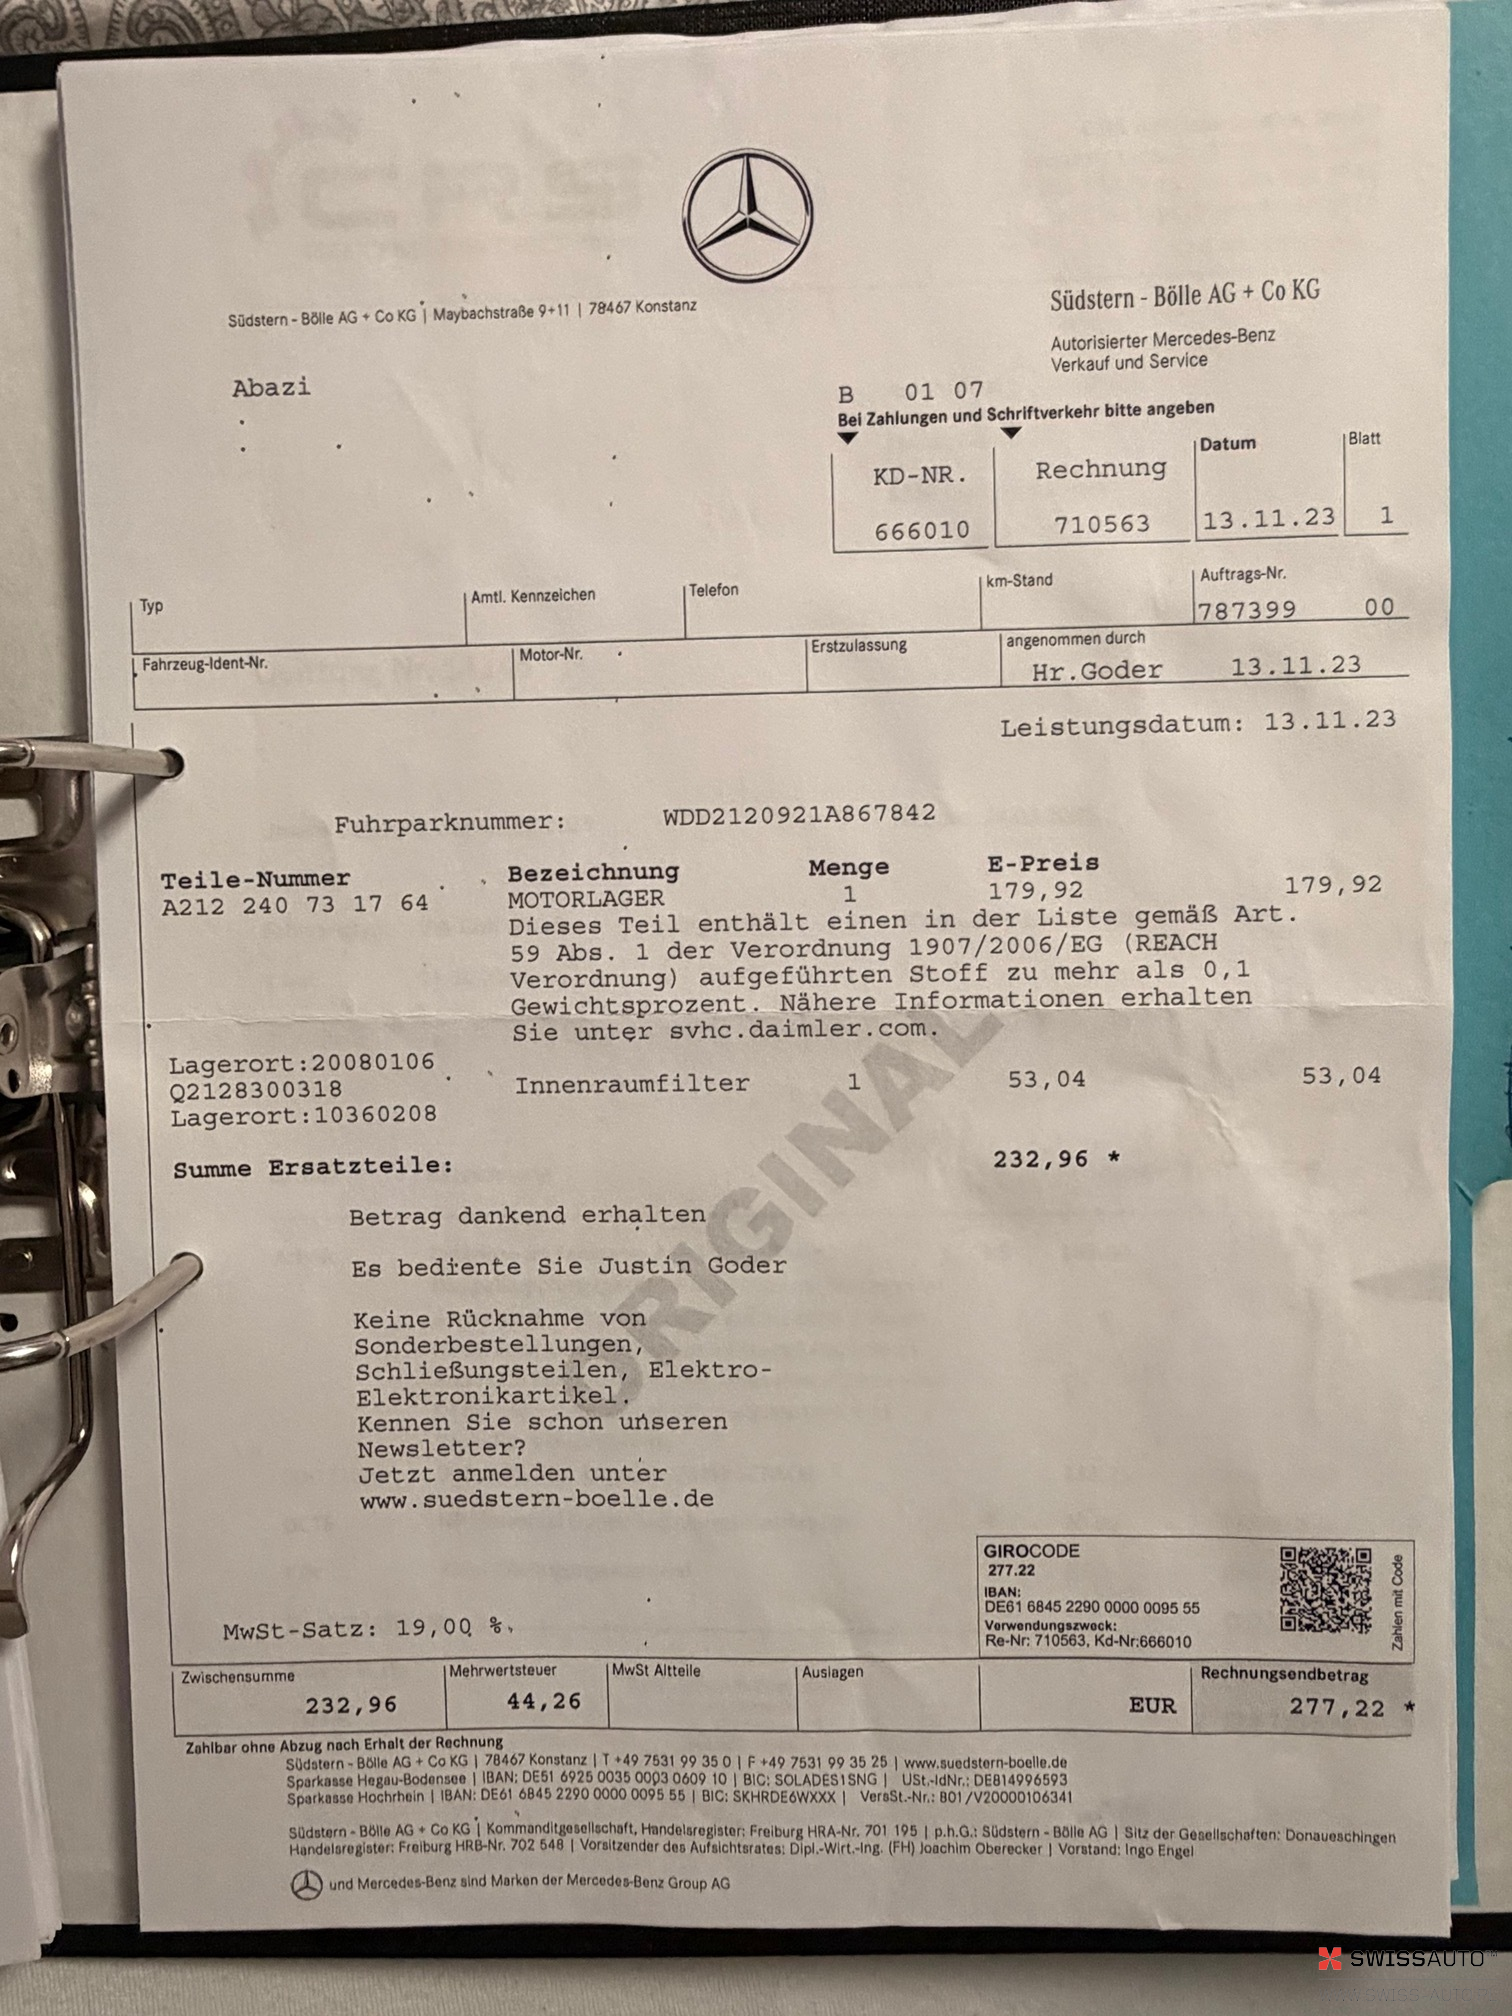 Südstern - Bölle AG + Co KG | Maybachstraße 9+11 | 78467 Konstanz
Südstern - Bölle AG + Co KG
Autorisierter Mercedes-Benz
Verkauf und Service
Abazi
B 01 07
Bei Zahlungen und Schriftverkehr bitte angeben
KD-NR. Rechnung Datum Blatt
666010 710563 13.11.23 1
Typ Amtl. Kennzeichen Telefon km-Stand Auftrags-Nr.
787399 00
Fahrzeug-Ident-Nr. Motor-Nr. Erstzulassung angenommen durch
Hr.Goder 13.11.23
Leistungsdatum: 13.11.23
Fuhrparknummer: WDD2120921A867842
Teile-Nummer Bezeichnung Menge E-Preis
A212 240 73 17 64 MOTORLAGER 1 179,92 179,92
Dieses Teil enthält einen in der Liste gemäß Art.
59 Abs. 1 der Verordnung 1907/2006/EG (REACH
Verordnung) aufgeführten Stoff zu mehr als 0,1
Gewichtsprozent. Nähere Informationen erhalten
Sie unter svhc.daimler.com.
Lagerort:20080106
Q2128300318 Innenraumfilter 1 53,04 53,04
Lagerort:10360208
Summe Ersatzteile: 232,96 *
ORIGINAL
Betrag dankend erhalten
Es bediente Sie Justin Goder
Keine Rücknahme von
Sonderbestellungen,
Schließungsteilen, Elektro-
Elektronikartikel.
Kennen Sie schon unseren
Newsletter?
Jetzt anmelden unter
www.suedstern-boelle.de
GIROCODE
277.22
IBAN:
DE61 6845 2290 0000 0095 55
Verwendungszweck:
Re-Nr: 710563, Kd-Nr:666010
Zahlen mit Code
MwSt-Satz: 19,00 %.
Zwischensumme Mehrwertsteuer MwSt Altteile Auslagen Rechnungsendbetrag
232,96 44,26 EUR 277,22 *
Zahlbar ohne Abzug nach Erhalt der Rechnung
Südstern - Bölle AG + Co KG | 78467 Konstanz | T +49 7531 99 35 0 | F +49 7531 99 35 25 | www.suedstern-boelle.de
Sparkasse Hegau-Bodensee | IBAN: DE51 6925 0035 0003 0609 10 | BIC: SOLADES1SNG | USt.-IdNr.: DE814996593
Sparkasse Hochrhein | IBAN: DE61 6845 2290 0000 0095 55 | BIC: SKHRDE6WXXX | VersSt.-Nr.: 801/V20000106341
Südstern - Bölle AG + Co KG | Kommanditgesellschaft, Handelsregister: Freiburg HRA-Nr. 701 195 | p.h.G.: Südstern - Bölle AG | Sitz der Gesellschaften: Donaueschingen
Handelsregister: Freiburg HRB-Nr. 702 548 | Vorsitzender des Aufsichtsrates: Dipl.-Wirt.-Ing. (FH) Joachim Oberecker | Vorstand: Ingo Engel
und Mercedes-Benz sind Marken der Mercedes-Benz Group AG
SWISSAUTO